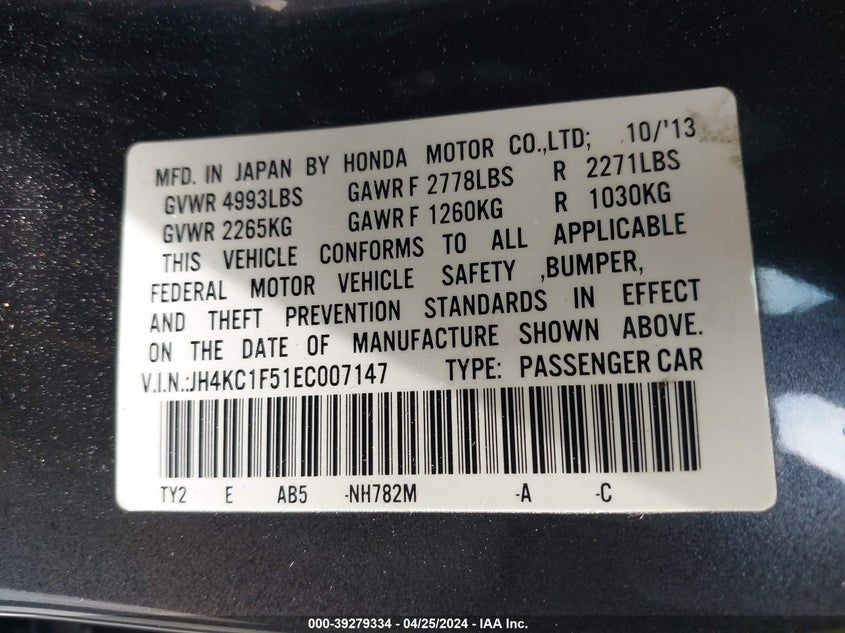 MFD. IN JAPAN BY HONDA MOTOR CO.,LTD; 10/'13
GVWR 4993LBS GAWR F 2778LBS R 2271LBS
GVWR 2265KG GAWR F 1260KG R 1030KG
THIS VEHICLE CONFORMS TO ALL APPLICABLE
FEDERAL MOTOR VEHICLE SAFETY ,BUMPER,
AND THEFT PREVENTION STANDARDS IN EFFECT
ON THE DATE OF MANUFACTURE SHOWN ABOVE.
V.I.N.:JH4KC1F51EC007147 TYPE: PASSENGER CAR
TY2 E AB5 -NH782M -A -C
000-39279334 - 04/25/2024 - IAA Inc.